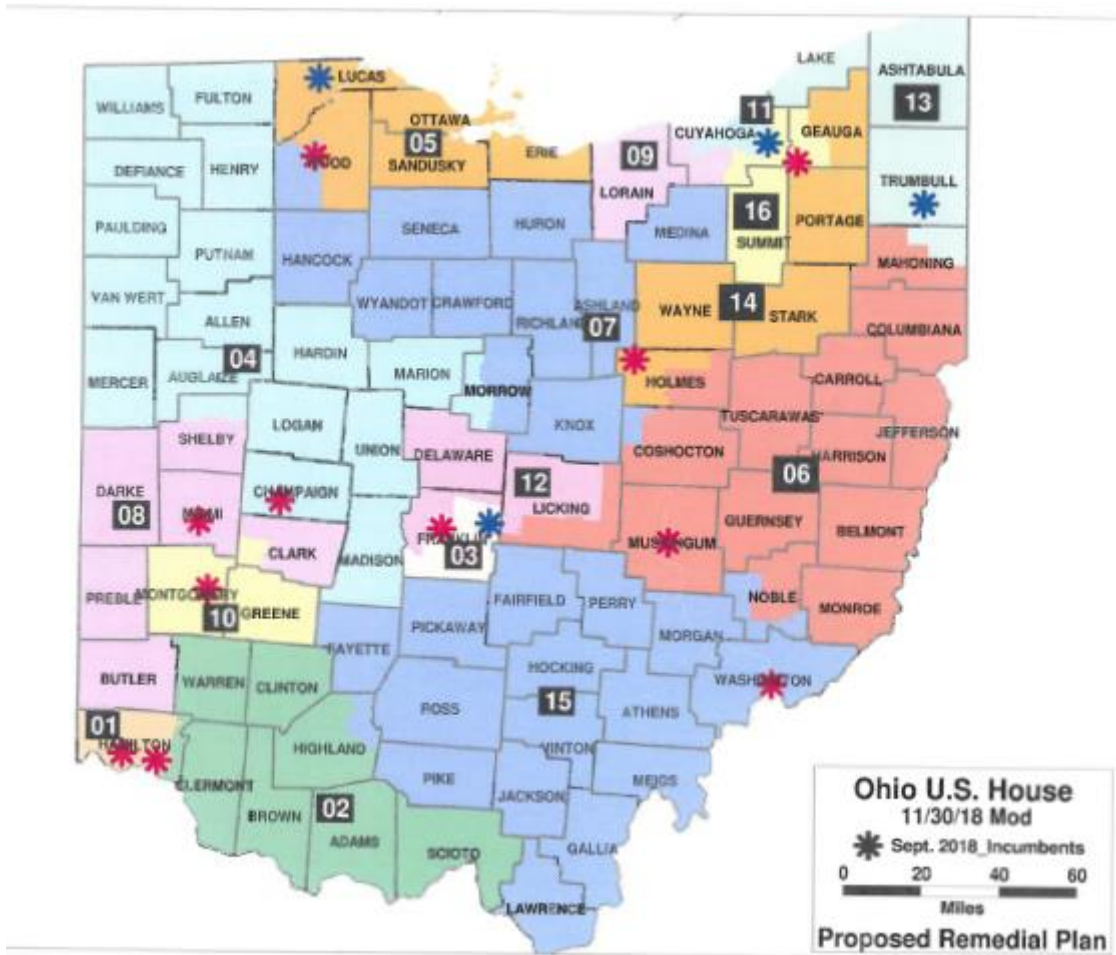 LAKE
ASHTABULA
13
LUCAS
FULTON
WILLIAMS
11
OTTAWA
CUYAHOGA
GEAUGA
05
ERIE
09
SANDUSKY
DEFIANCE
HENRY
LORAIN
TRUMBULL
16
PAULDING
SENECA
HURON
MEDINA
PORTAGE
SUMMIT
PUTNAM
HANCOCK
MAHONING
VAN WERT
WYANDOT
CRAWFORD
ASHLAND
14
WAYNE
STARK
ALLEN
07
COLUMBIANA
04
HARDIN
MERCER
MARION
HOLMES
CARROLL
MORROW
LOGAN
KNOX
TUSCARAWAS
JEFFERSON
SHELBY
UNION
DELAWARE
COSHOCTON
HARRISON
06
DARKE
CHAMPAIGN
12
LICKING
08
GUERNSEY
BELMONT
CLARK
03
MADISON
PREBLE
FAIRFIELD
PERRY
NOBLE
MONROE
10
GREENE
PICKAWAY
MORGAN
FAYETTE
HOCKING
WASHINGTON
BUTLER
WARREN
CLINTON
15
ROSS
ATHENS
01
HAMILTON
HIGHLAND
VINTON
CLERMONT
PIKE
MEIGS
JACKSON
BROWN
02
ADAMS
SCIOTO
GALLIA
LAWRENCE
Ohio U.S. House
11/30/18 Mod
Sept. 2018_Incumbents
0 20 40 60
Miles
Proposed Remedial Plan